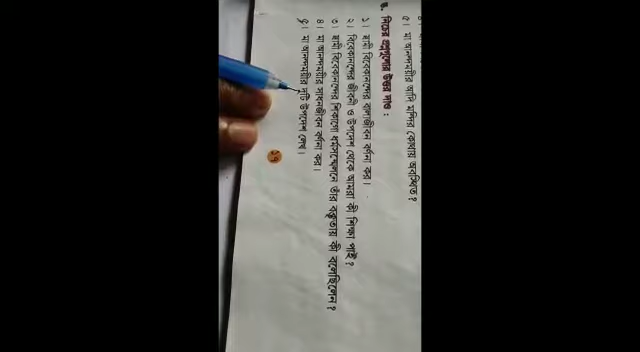 ৫। মা আনন্দময়ীর আদি মন্দির কোথায় অবস্থিত?
ঙ. নিচের প্রশ্নগুলোর উত্তর দাও :
১। স্বামী বিবেকানন্দের বাল্যজীবন বর্ণনা কর।
২। বিবেকানন্দের জীবনী ও উপদেশ থেকে আমরা কী শিক্ষা পাই?
৩। স্বামী বিবেকানন্দের শিকাগো ধর্মসম্মেলনে তাঁর বক্তৃতায় কী বলেছিলেন?
৪। মা আনন্দময়ীর সাধনজীবন বর্ণনা কর।
৫। মা আনন্দময়ীর দুটি উপদেশ লেখ।